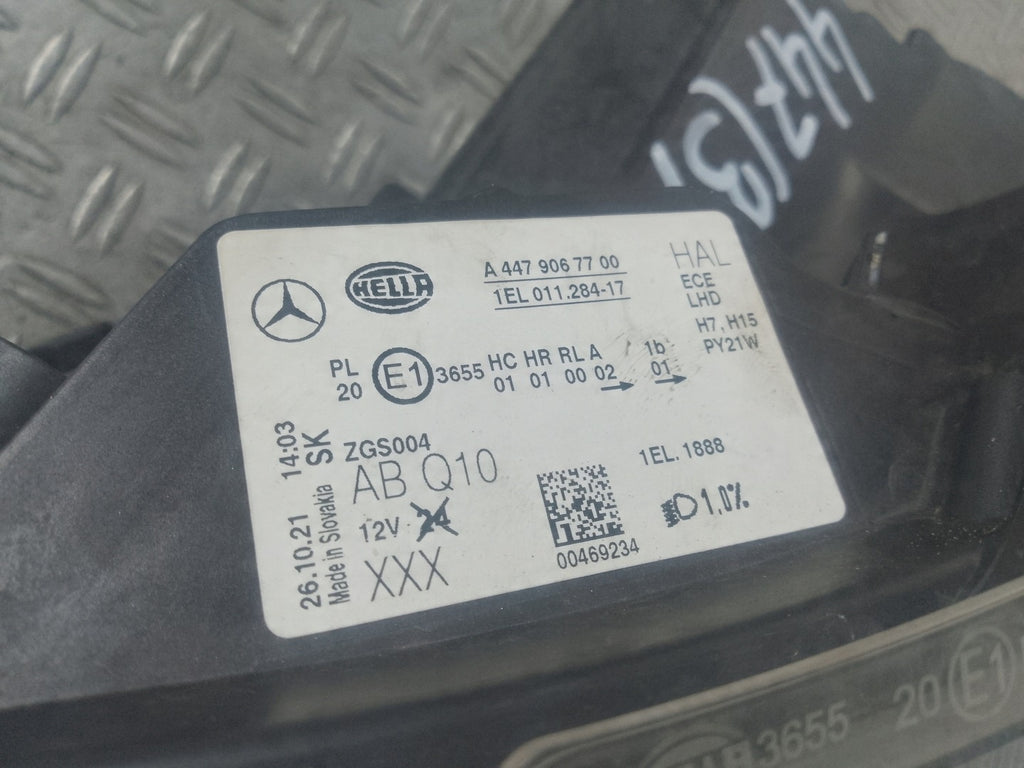 447(3)
HELLA
A 447 906 77 00
1EL 011.284-17
HAL
ECE
LHD
H7, H15
PY21W
PL
20
E1
3655
HC HR RL A
01 01 00 02
1b
01
26.10.21 14:03
Made in Slovakia SK
ZGS004
AB Q10
12V
XXX
00469234
1EL.1888
1.0%
3655 20 E1